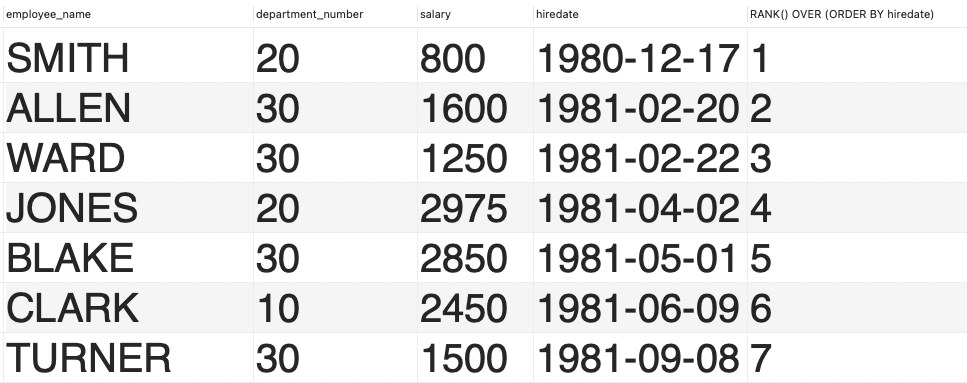 employee_name department_number salary hiredate RANK() OVER (ORDER BY hiredate)
SMITH 20 800 1980-12-17 1
ALLEN 30 1600 1981-02-20 2
WARD 30 1250 1981-02-22 3
JONES 20 2975 1981-04-02 4
BLAKE 30 2850 1981-05-01 5
CLARK 10 2450 1981-06-09 6
TURNER 30 1500 1981-09-08 7